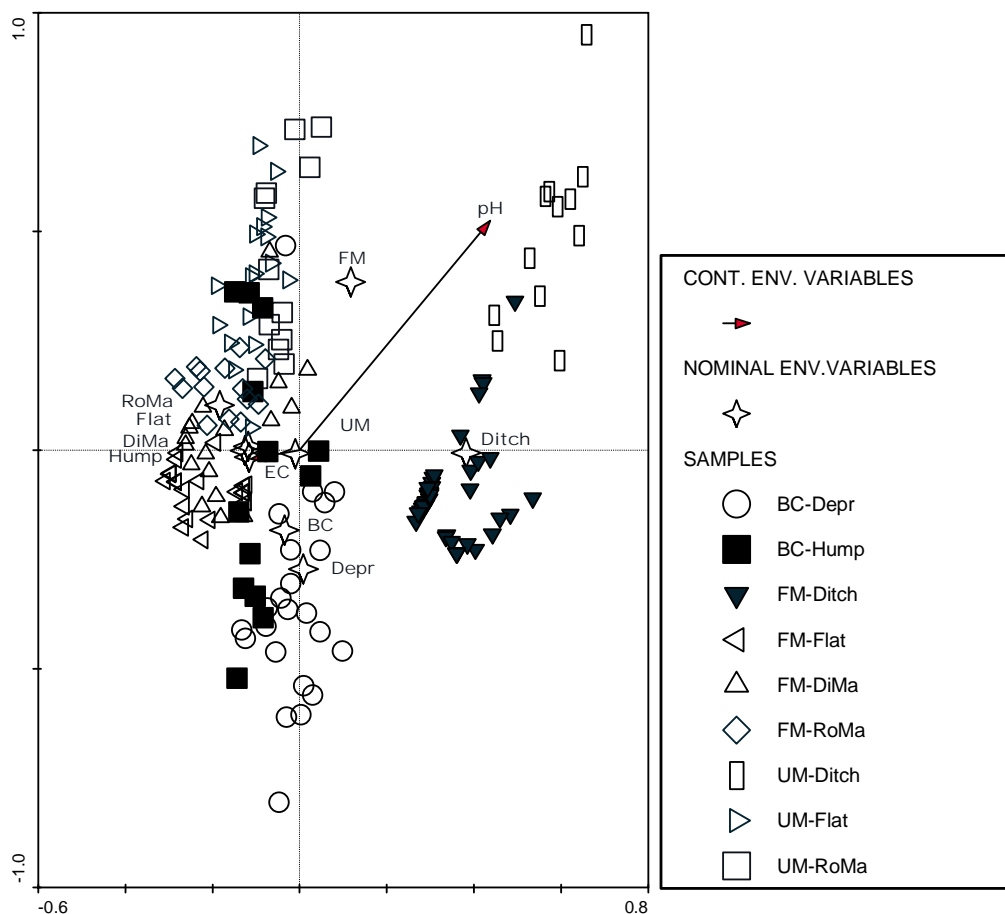 1.0
pH
FM
RoMa
Flat
UM
DiMa
Ditch
Hump
EC
BC
Depr
-1.0
-0.6
0.8
CONT. ENV. VARIABLES
NOMINAL ENV.VARIABLES
SAMPLES
BC-Depr
BC-Hump
FM-Ditch
FM-Flat
FM-DiMa
FM-RoMa
UM-Ditch
UM-Flat
UM-RoMa